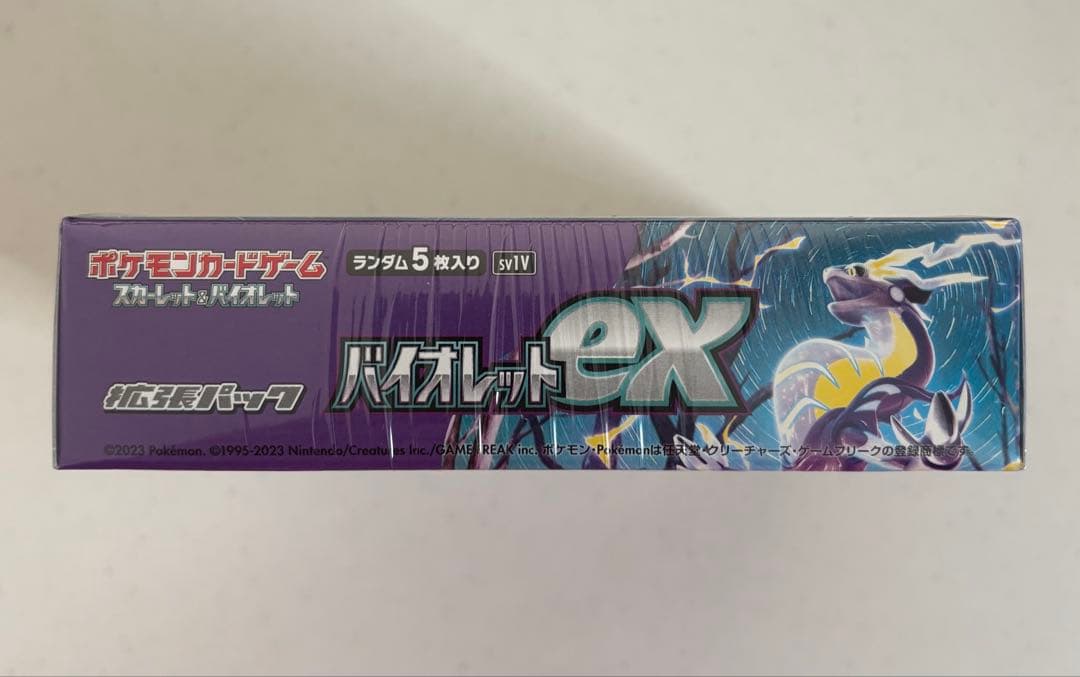 ポケモンカードゲーム
スカーレット&バイオレット
ランダム5枚入り SV1V
バイオレットex
拡張パック
©2023 Pokémon. ©1995-2023 Nintendo/Creatures Inc./GAME FREAK inc. ポケモン・Pokémonは任天堂・クリーチャーズ・ゲームフリークの登録商標です。